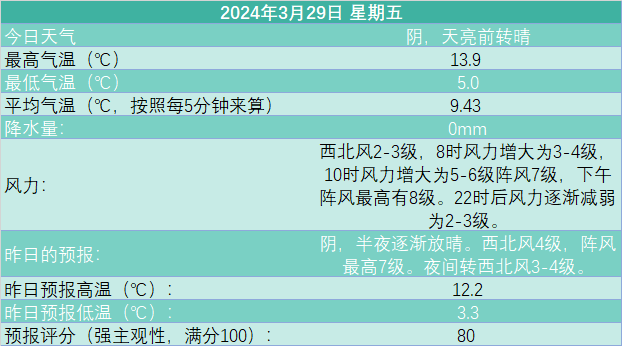 2024年3月29日 星期五
今日天气 阴，天亮前转晴
最高气温（℃） 13.9
最低气温（℃） 5.0
平均气温（℃，按照每5分钟来算） 9.43
降水量： 0mm
风力： 西北风2-3级，8时风力增大为3-4级，
10时风力增大为5-6级阵风7级，下午
阵风最高有8级。22时后风力逐渐减弱
为2-3级。
昨日的预报： 阴，半夜逐渐放晴。西北风4级，阵风
最高7级。夜间转西北风3-4级。
昨日预报高温（℃）： 12.2
昨日预报低温（℃）： 3.3
预报评分（强主观性，满分100）： 80